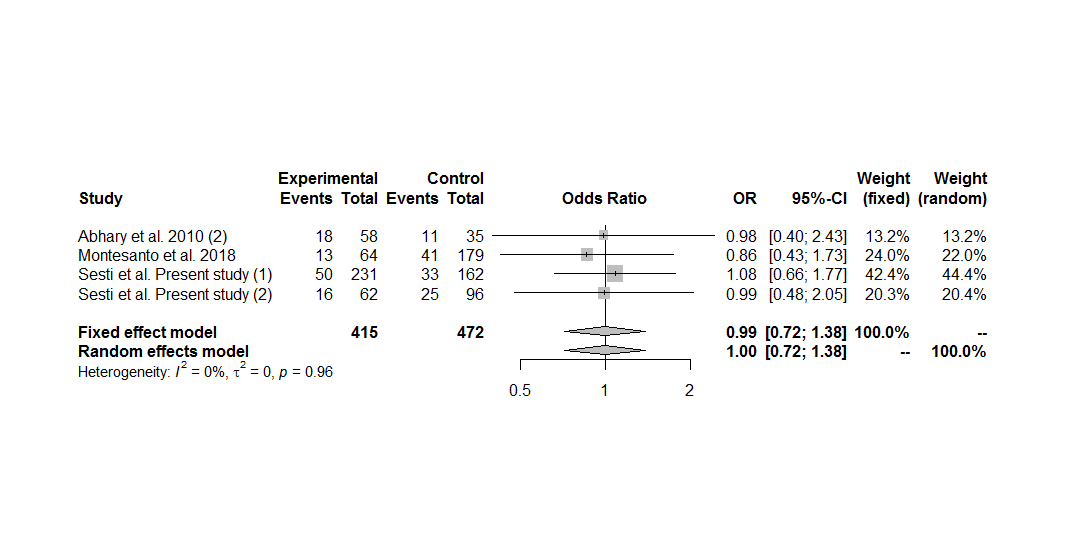 Experimental Control Weight Weight
Study Events Total Events Total Odds Ratio OR 95%-CI (fixed) (random)
Abhary et al. 2010 (2) 18 58 11 35 0.98 [0.40; 2.43] 13.2% 13.2%
Montesanto et al. 2018 13 64 41 179 0.86 [0.43; 1.73] 24.0% 22.0%
Sesti et al. Present study (1) 50 231 33 162 1.08 [0.66; 1.77] 42.4% 44.4%
Sesti et al. Present study (2) 16 62 25 96 0.99 [0.48; 2.05] 20.3% 20.4%
Fixed effect model 415 472 0.99 [0.72; 1.38] 100.0% --
Random effects model 1.00 [0.72; 1.38] -- 100.0%
Heterogeneity: I² = 0%, τ² = 0, p = 0.96
0.5 1 2